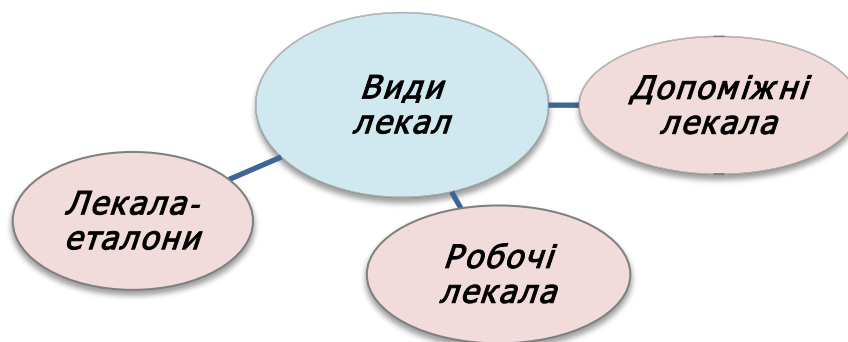 Види
лекал
Допоміжні
лекала
Лекала-
еталони
Робочі
лекала